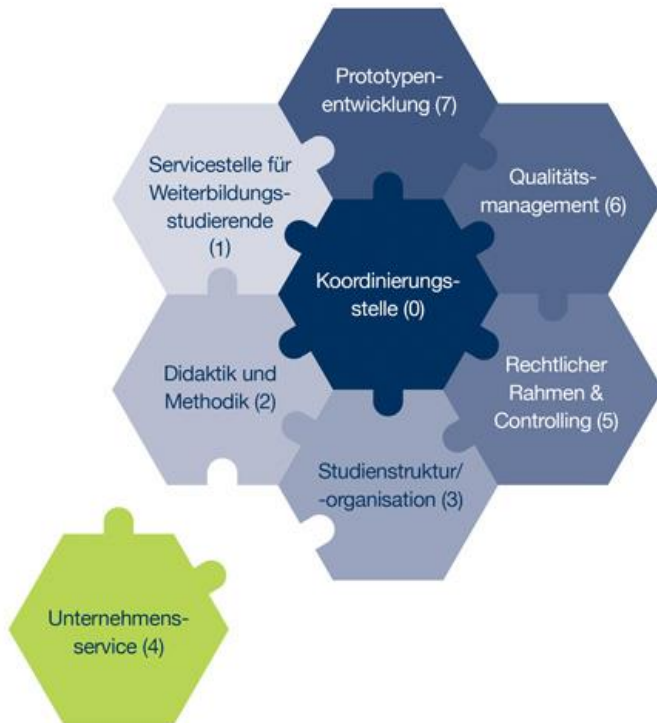 Prototypen-
entwicklung (7)
Servicestelle für
Weiterbildungs-
studierende
(1)
Qualitäts-
management (6)
Koordinierungs-
stelle (0)
Didaktik und
Methodik (2)
Rechtlicher
Rahmen &
Controlling (5)
Studienstruktur/
-organisation (3)
Unternehmens-
service (4)